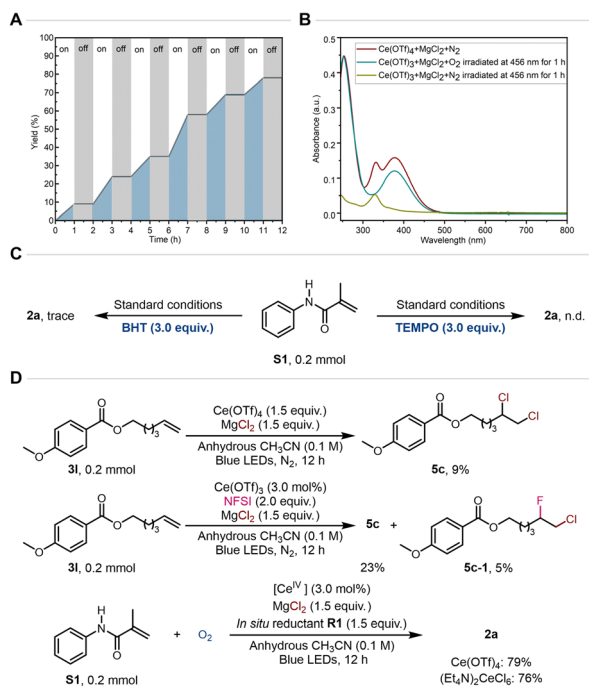 A
B
on off on off on off on off on off on off
100
90
80
70
60
50
40
30
20
10
0
Yield (%)
0 1 2 3 4 5 6 7 8 9 10 11 12
Time (h)
Ce(OTf)4+MgCl2+N2
Ce(OTf)3+MgCl2+O2 irradiated at 456 nm for 1 h
Ce(OTf)3+MgCl2+N2 irradiated at 456 nm for 1 h
0.5
0.4
0.3
0.2
0.1
0.0
Absorbance (a.u.)
300 400 500 600 700 800
Wavelength (nm)
C
2a, trace
Standard conditions
BHT (3.0 equiv.)
H
N
O
S1, 0.2 mmol
Standard conditions
TEMPO (3.0 equiv.)
2a, n.d.
D
O
O
3
O
3l, 0.2 mmol
Ce(OTf)4 (1.5 equiv.)
MgCl2 (1.5 equiv.)
Anhydrous CH3CN (0.1 M)
Blue LEDs, N2, 12 h
O
Cl
O
3
Cl
O
5c, 9%
O
O
3
O
3l, 0.2 mmol
Ce(OTf)3 (3.0 mol%)
NFSI (2.0 equiv.)
MgCl2 (1.5 equiv.)
Anhydrous CH3CN (0.1 M)
Blue LEDs, N2, 12 h
5c +
23%
O
F
O
3
Cl
O
5c-1, 5%
H
N
O
S1, 0.2 mmol
+ O2
[CeIV] (3.0 mol%)
MgCl2 (1.5 equiv.)
In situ reductant R1 (1.5 equiv.)
Anhydrous CH3CN (0.1 M)
Blue LEDs, 12 h
2a
Ce(OTf)4: 79%
(Et4N)2CeCl6: 76%